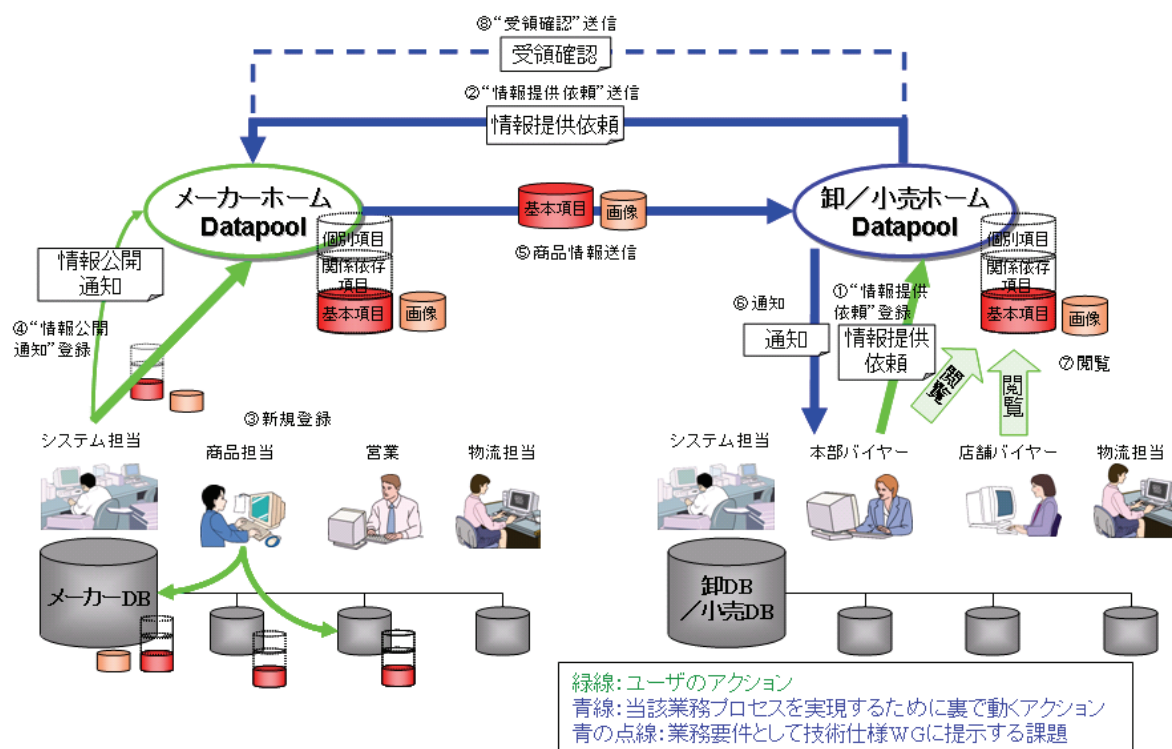 ⑧“受領確認”送信
受領確認
②“情報提供依頼”送信
情報提供依頼
メーカーホーム
Datapool
卸／小売ホーム
Datapool
基本項目
画像
⑤商品情報送信
個別項目
関係依存
項目
基本項目
画像
個別項目
関係依存
項目
基本項目
画像
情報公開
通知
④“情報公開
通知”登録
⑥通知
通知
①“情報提供
依頼”登録
情報提供
依頼
⑦閲覧
閲覧
閲覧
③新規登録
システム担当
商品担当
営業
物流担当
システム担当
本部バイヤー
店舗バイヤー
物流担当
メーカーDB
卸DB
／小売DB
緑線：ユーザのアクション
青線：当該業務プロセスを実現するために裏で動くアクション
青の点線：業務要件として技術仕様WGに提示する課題